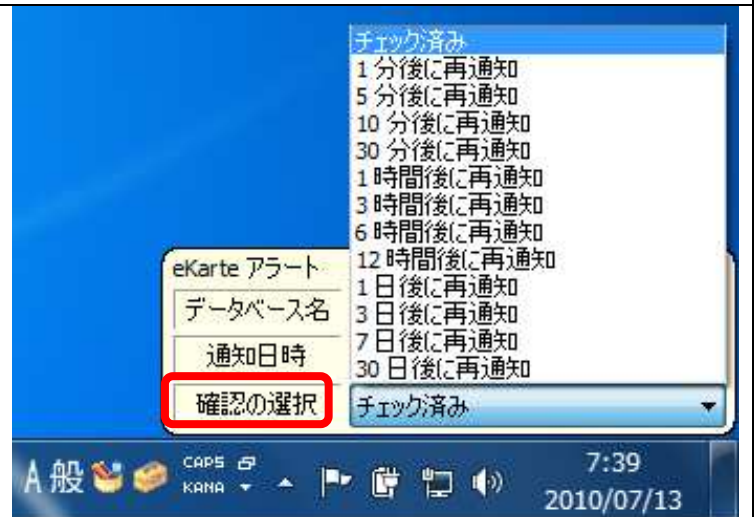 チェック済み
1 分後に再通知
5 分後に再通知
10 分後に再通知
30 分後に再通知
1 時間後に再通知
3 時間後に再通知
6 時間後に再通知
12 時間後に再通知
1 日後に再通知
3 日後に再通知
7 日後に再通知
30 日後に再通知
eKarte アラート
データベース名
通知日時
確認の選択 チェック済み
A 般 CAPS
KANA
7:39
2010/07/13